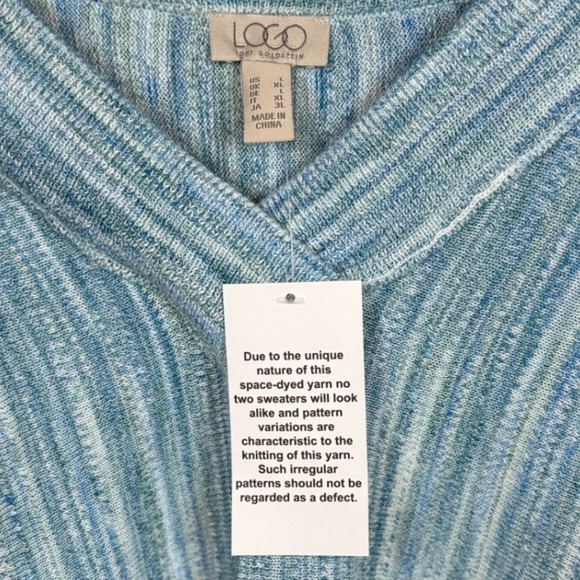 LOGO
LORI GOLDSTEIN
US L
UK XL
DE L
IT XL
JA 3L
MADE IN
CHINA
Due to the unique
nature of this
space-dyed yarn no
two sweaters will look
alike and pattern
variations are
characteristic to the
knitting of this yarn.
Such irregular
patterns should not be
regarded as a defect.